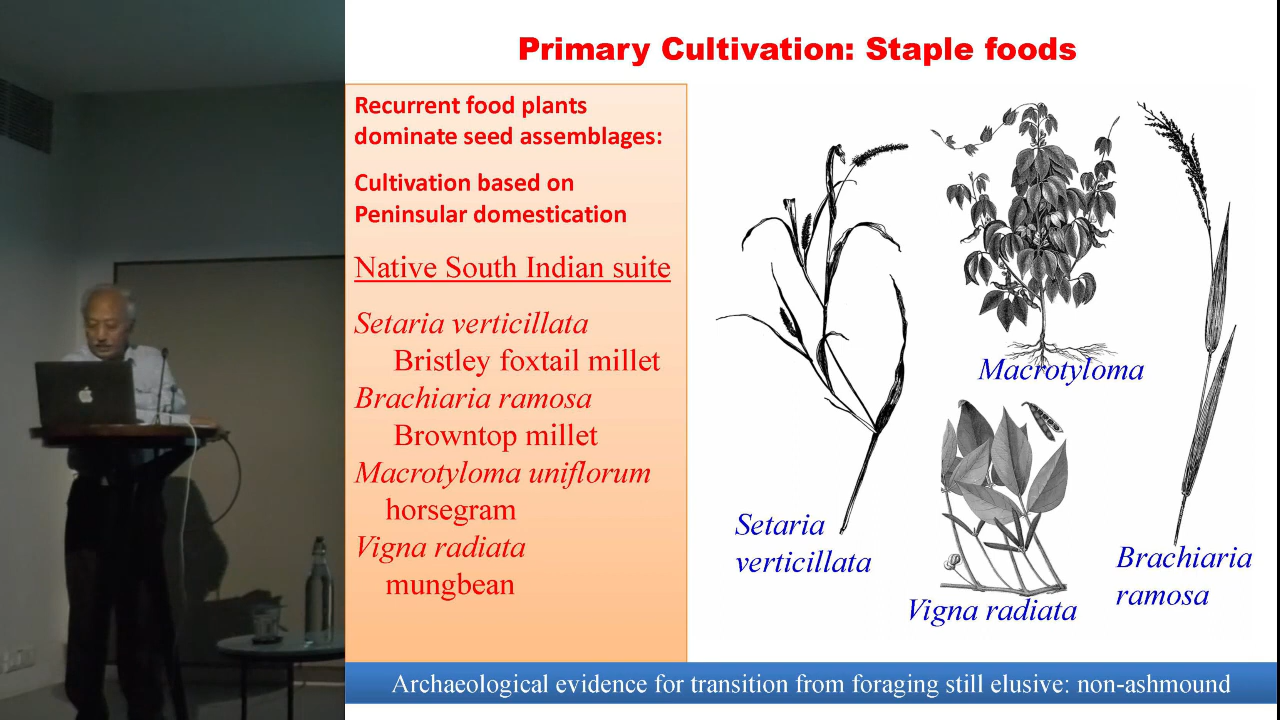 Primary Cultivation: Staple foods
Recurrent food plants
dominate seed assemblages:
Cultivation based on
Peninsular domestication
Native South Indian suite
Setaria verticillata
Bristley foxtail millet
Brachiaria ramosa
Browntop millet
Macrotyloma uniflorum
horsegram
Vigna radiata
mungbean
Macrotyloma
Setaria
verticillata
Vigna radiata
Brachiaria
ramosa
Archaeological evidence for transition from foraging still elusive: non-ashmound